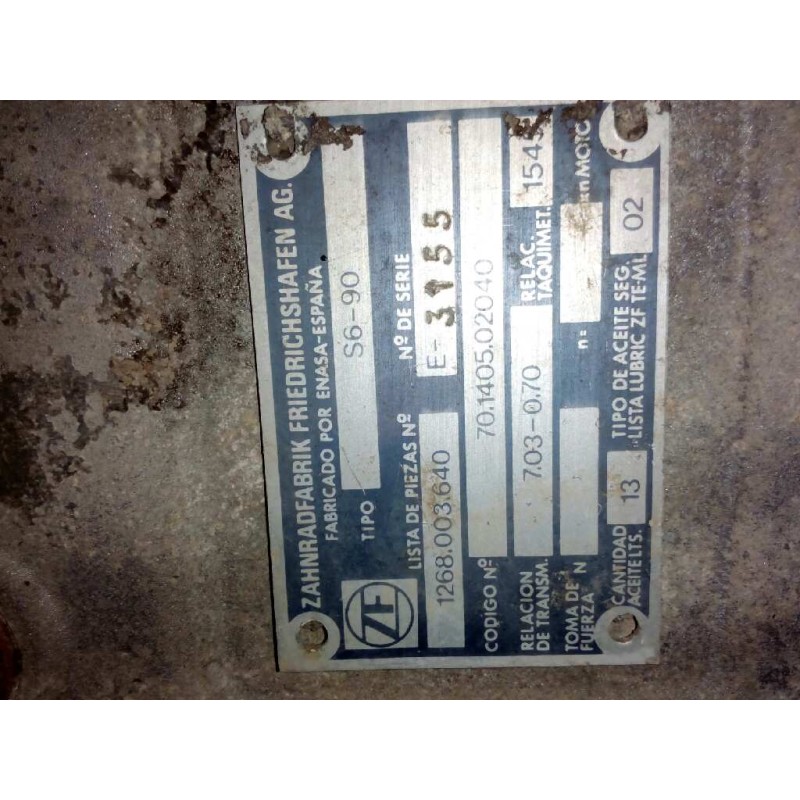 ZAHNRADFABRIK FRIEDRICHSHAFEN AG.
FABRICADO POR ENASA-ESPAÑA
ZF
TIPO S6-90
LISTA DE PIEZAS Nº Nº DE SERIE
1268.003.640 E- 3155
CODIGO Nº 70.1405.02040
RELACION DE TRANSM. 7.03-0.70 RELAC. TAQUIMET. 154
TOMA DE FUERZA N n=
CANTIDAD ACEITE LTS. 13 TIPO DE ACEITE SEG. LISTA LUBRIC ZF TE-ML 02